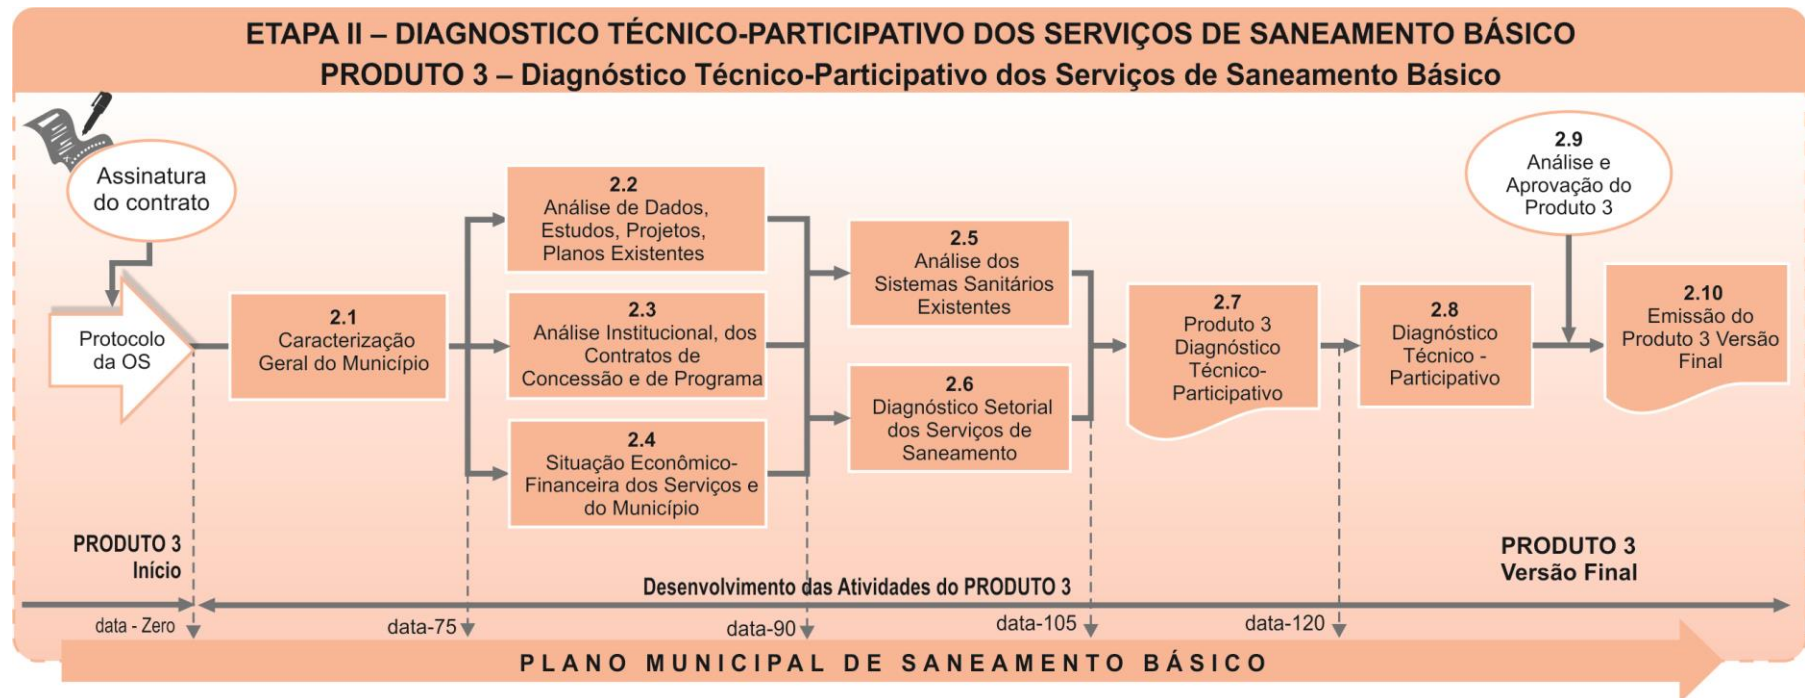 ETAPA II – DIAGNOSTICO TÉCNICO-PARTICIPATIVO DOS SERVIÇOS DE SANEAMENTO BÁSICO
PRODUTO 3 – Diagnóstico Técnico-Participativo dos Serviços de Saneamento Básico
Assinatura
do contrato
Protocolo
da OS
2.1
Caracterização
Geral do Município
2.2
Análise de Dados,
Estudos, Projetos,
Planos Existentes
2.3
Análise Institucional, dos
Contratos de
Concessão e de Programa
2.4
Situação Econômico-
Financeira dos Serviços e
do Município
2.5
Análise dos
Sistemas Sanitários
Existentes
2.6
Diagnóstico Setorial
dos Serviços de
Saneamento
2.7
Produto 3
Diagnóstico
Técnico-
Participativo
2.8
Diagnóstico
Técnico -
Participativo
2.9
Análise e
Aprovação do
Produto 3
2.10
Emissão do
Produto 3 Versão
Final
PRODUTO 3
Início
Desenvolvimento das Atividades do PRODUTO 3
PRODUTO 3
Versão Final
data - Zero
data-75
data-90
data-105
data-120
PLANO MUNICIPAL DE SANEAMENTO BÁSICO